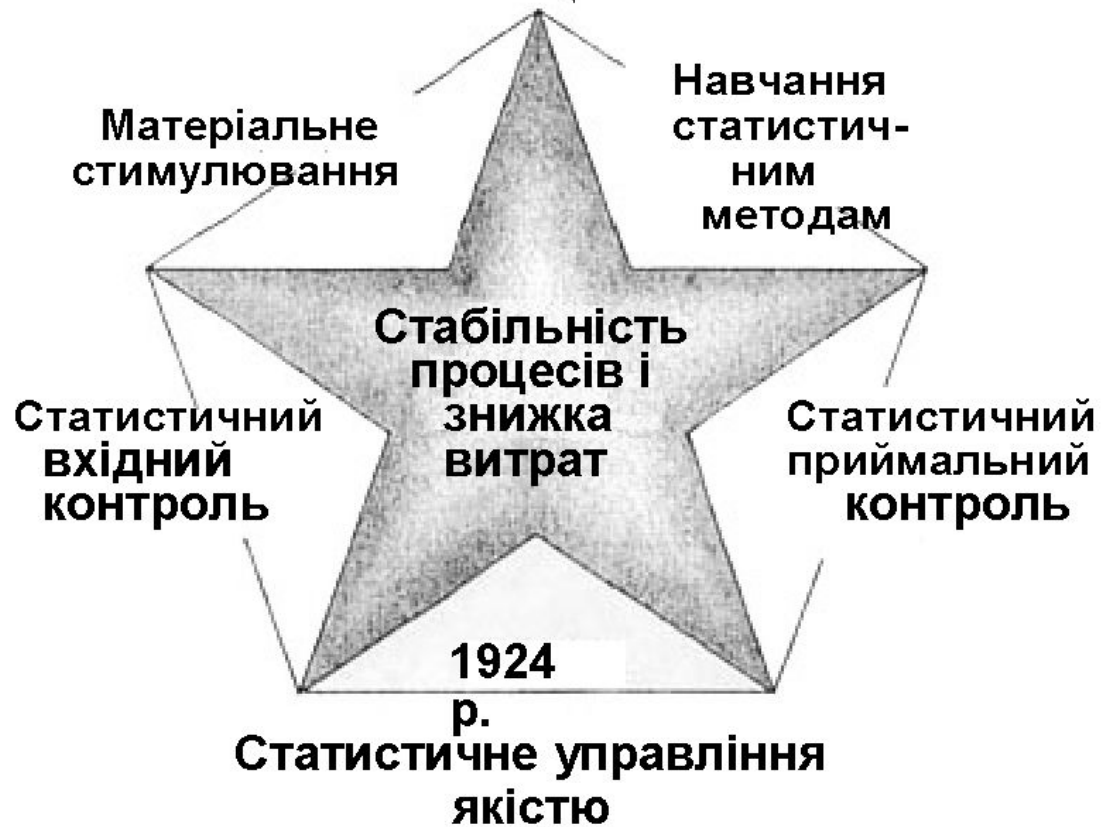 Матеріальне
стимулювання
Навчання
статистич-
ним
методам
Стабільність
процесів і
знижка
витрат
Статистичний
вхідний
контроль
Статистичний
приймальний
контроль
1924
р.
Статистичне управління
якістю